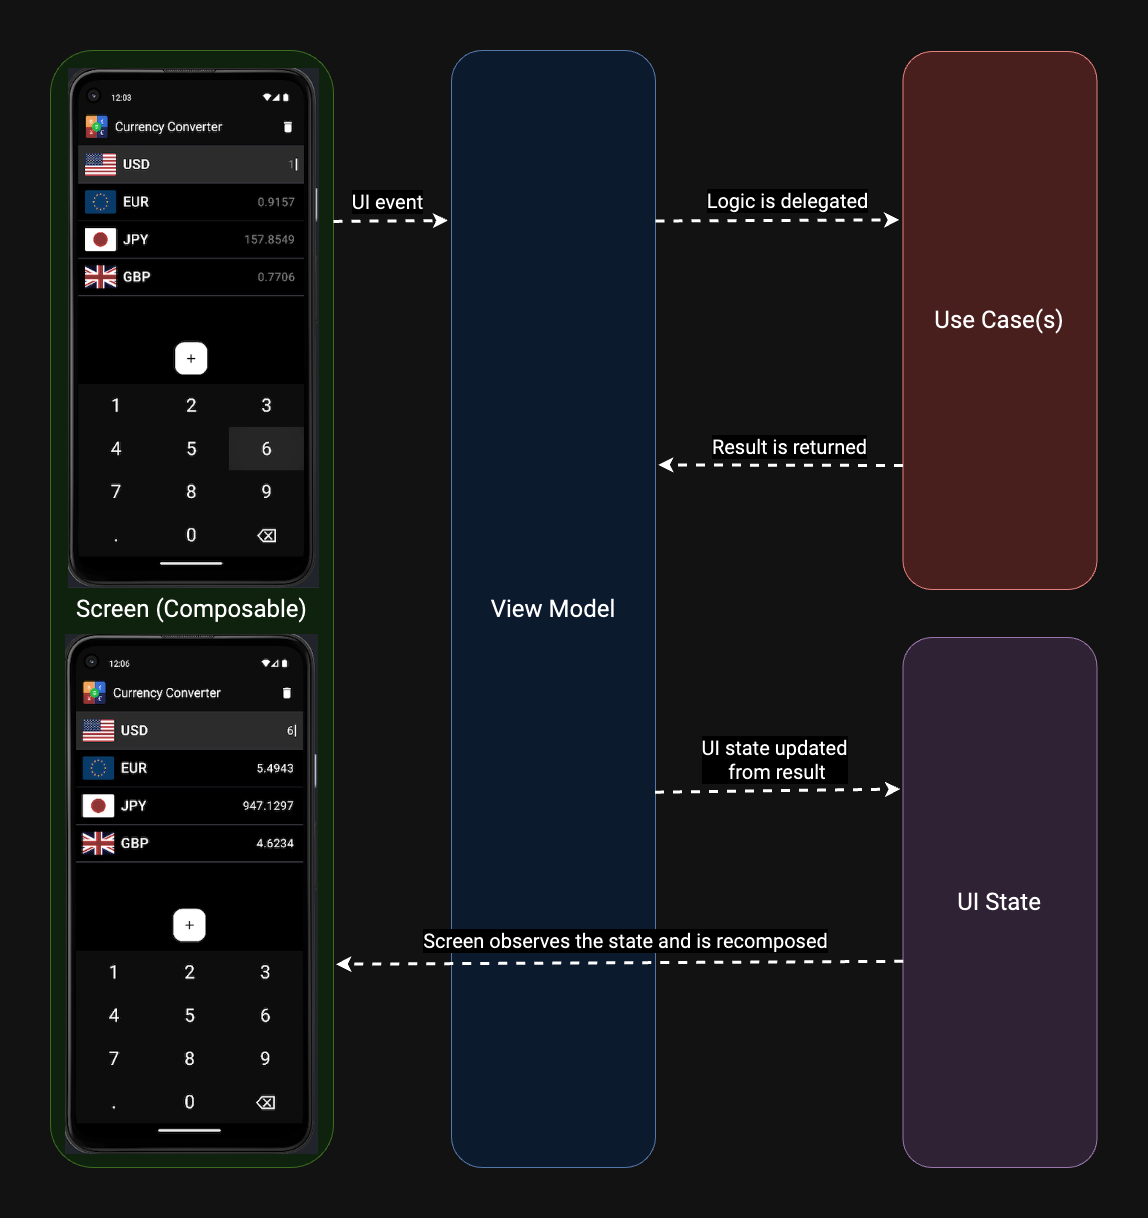 12:03
Currency Converter
USD 1
EUR 0.9157
JPY 157.8549
GBP 0.7706
+
1 2 3
4 5 6
7 8 9
. 0
Screen (Composable)
12:06
Currency Converter
USD 6
EUR 5.4943
JPY 947.1297
GBP 4.6234
+
1 2 3
4 5 6
7 8 9
. 0
UI event
View Model
Logic is delegated
Use Case(s)
Result is returned
UI state updated
from result
UI State
Screen observes the state and is recomposed